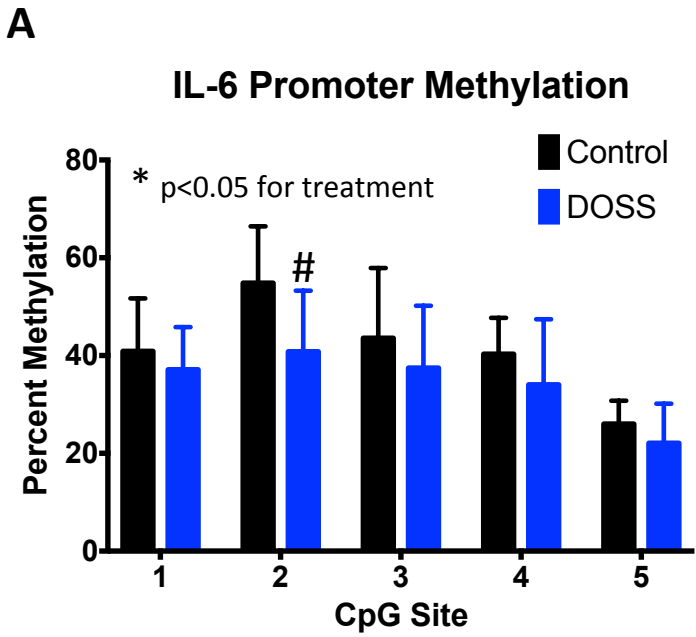 A
IL-6 Promoter Methylation
Control
DOSS
* p<0.05 for treatment
#
Percent Methylation
80
60
40
20
0
1 2 3 4 5
CpG Site